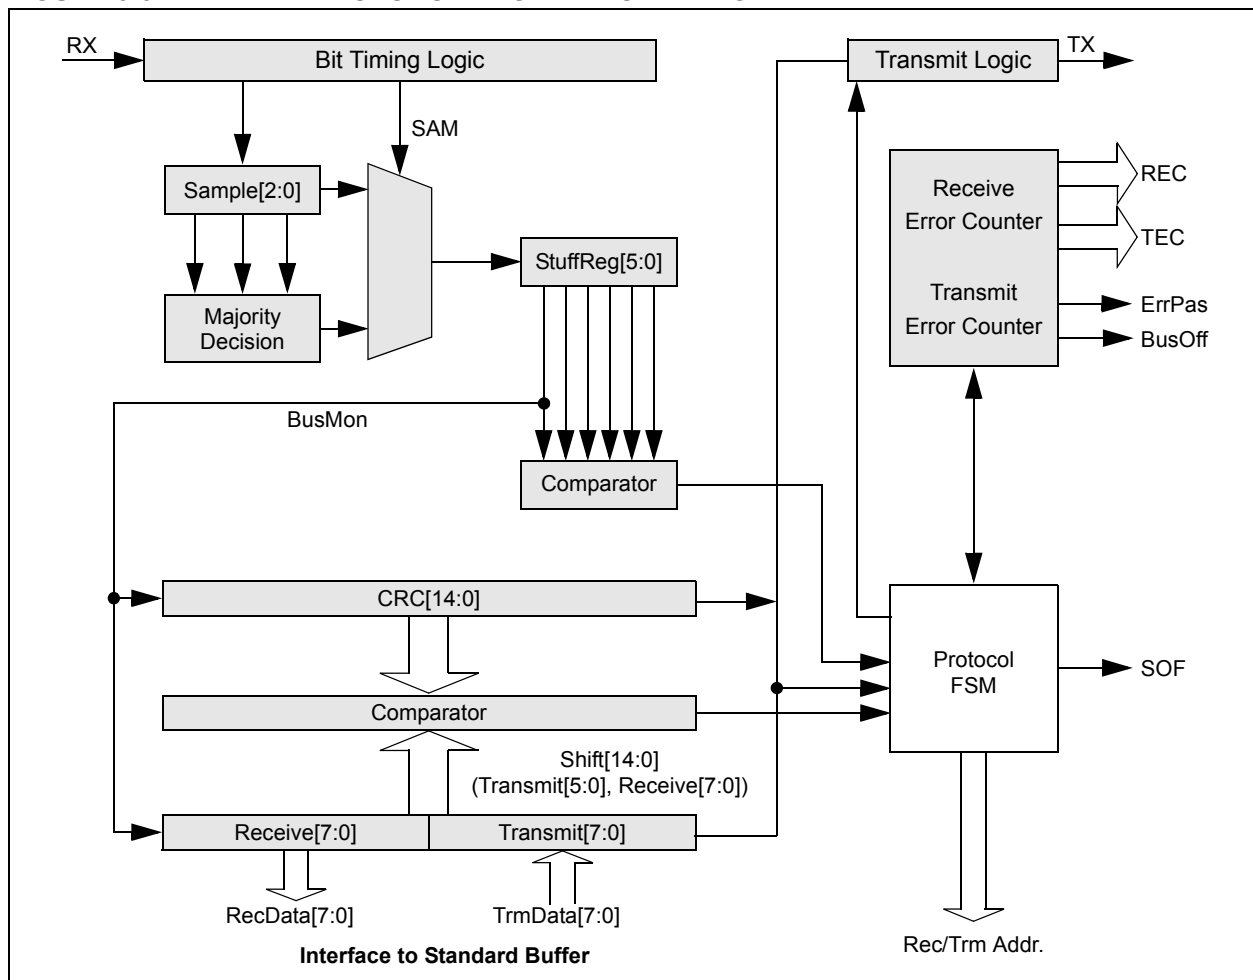 RX
Bit Timing Logic
Transmit Logic
TX
SAM
Sample[2:0]
Receive
Error Counter
REC
TEC
StuffReg[5:0]
Majority
Decision
Transmit
Error Counter
ErrPas
BusOff
BusMon
Comparator
CRC[14:0]
Protocol
FSM
SOF
Comparator
Shift[14:0]
(Transmit[5:0], Receive[7:0])
Receive[7:0]
Transmit[7:0]
RecData[7:0]
TrmData[7:0]
Interface to Standard Buffer
Rec/Trm Addr.